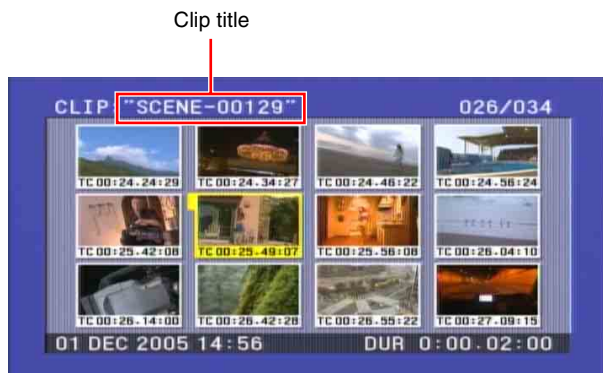 Clip title
CLIP: "SCENE-00129" 026/034
TC 00:24.24:29 TC 00:24.34:27 TC 00:24.46:22 TC 00:24.56:24
TC 00:25.42:08 TC 00:25.49:07 TC 00:25.56:08 TC 00:26.04:10
TC 00:26.14:00 TC 00:26.42:28 TC 00:26.55:22 TC 00:27.09:15
01 DEC 2005 14:56 DUR 0:00.02:00